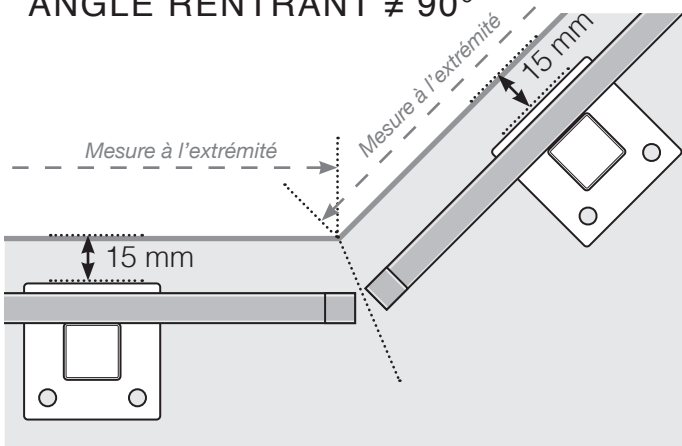 ANGLE RENTRANT ≠ 90°
Mesure à l'extrémité
15 mm
Mesure à l'extrémité
15 mm